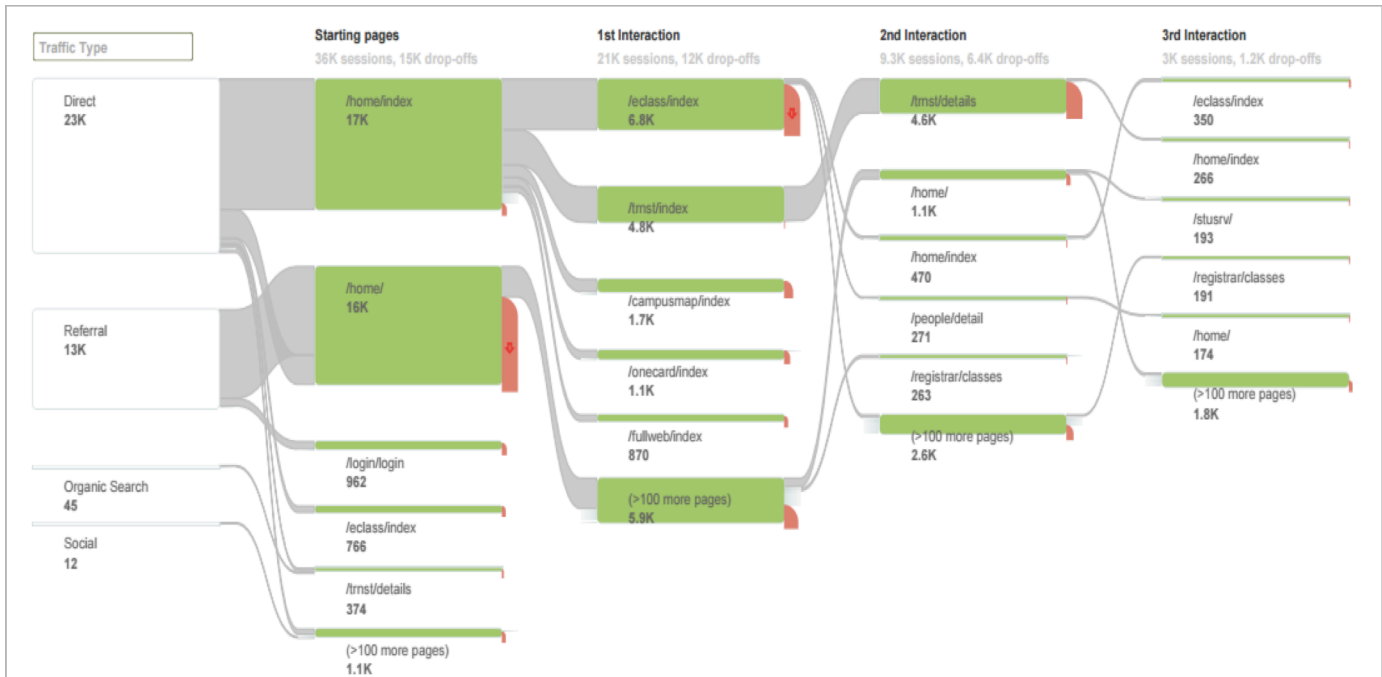 Traffic Type
Direct
23K
Referral
13K
Organic Search
45
Social
12
Starting pages
36K sessions, 15K drop-offs
/home/index
17K
/home/
16K
/login/login
962
/eclass/index
766
/trnst/details
374
(>100 more pages)
1.1K
1st Interaction
21K sessions, 12K drop-offs
/eclass/index
6.8K
/trnst/index
4.8K
/campusmap/index
1.7K
/onecard/index
1.1K
/fullweb/index
870
(>100 more pages)
5.9K
2nd Interaction
9.3K sessions, 6.4K drop-offs
/trnst/details
4.6K
/home/
1.1K
/home/index
470
/people/detail
271
/registrar/classes
263
(>100 more pages)
2.6K
3rd Interaction
3K sessions, 1.2K drop-offs
/eclass/index
350
/home/index
266
/stusrv/
193
/registrar/classes
191
/home/
174
(>100 more pages)
1.8K